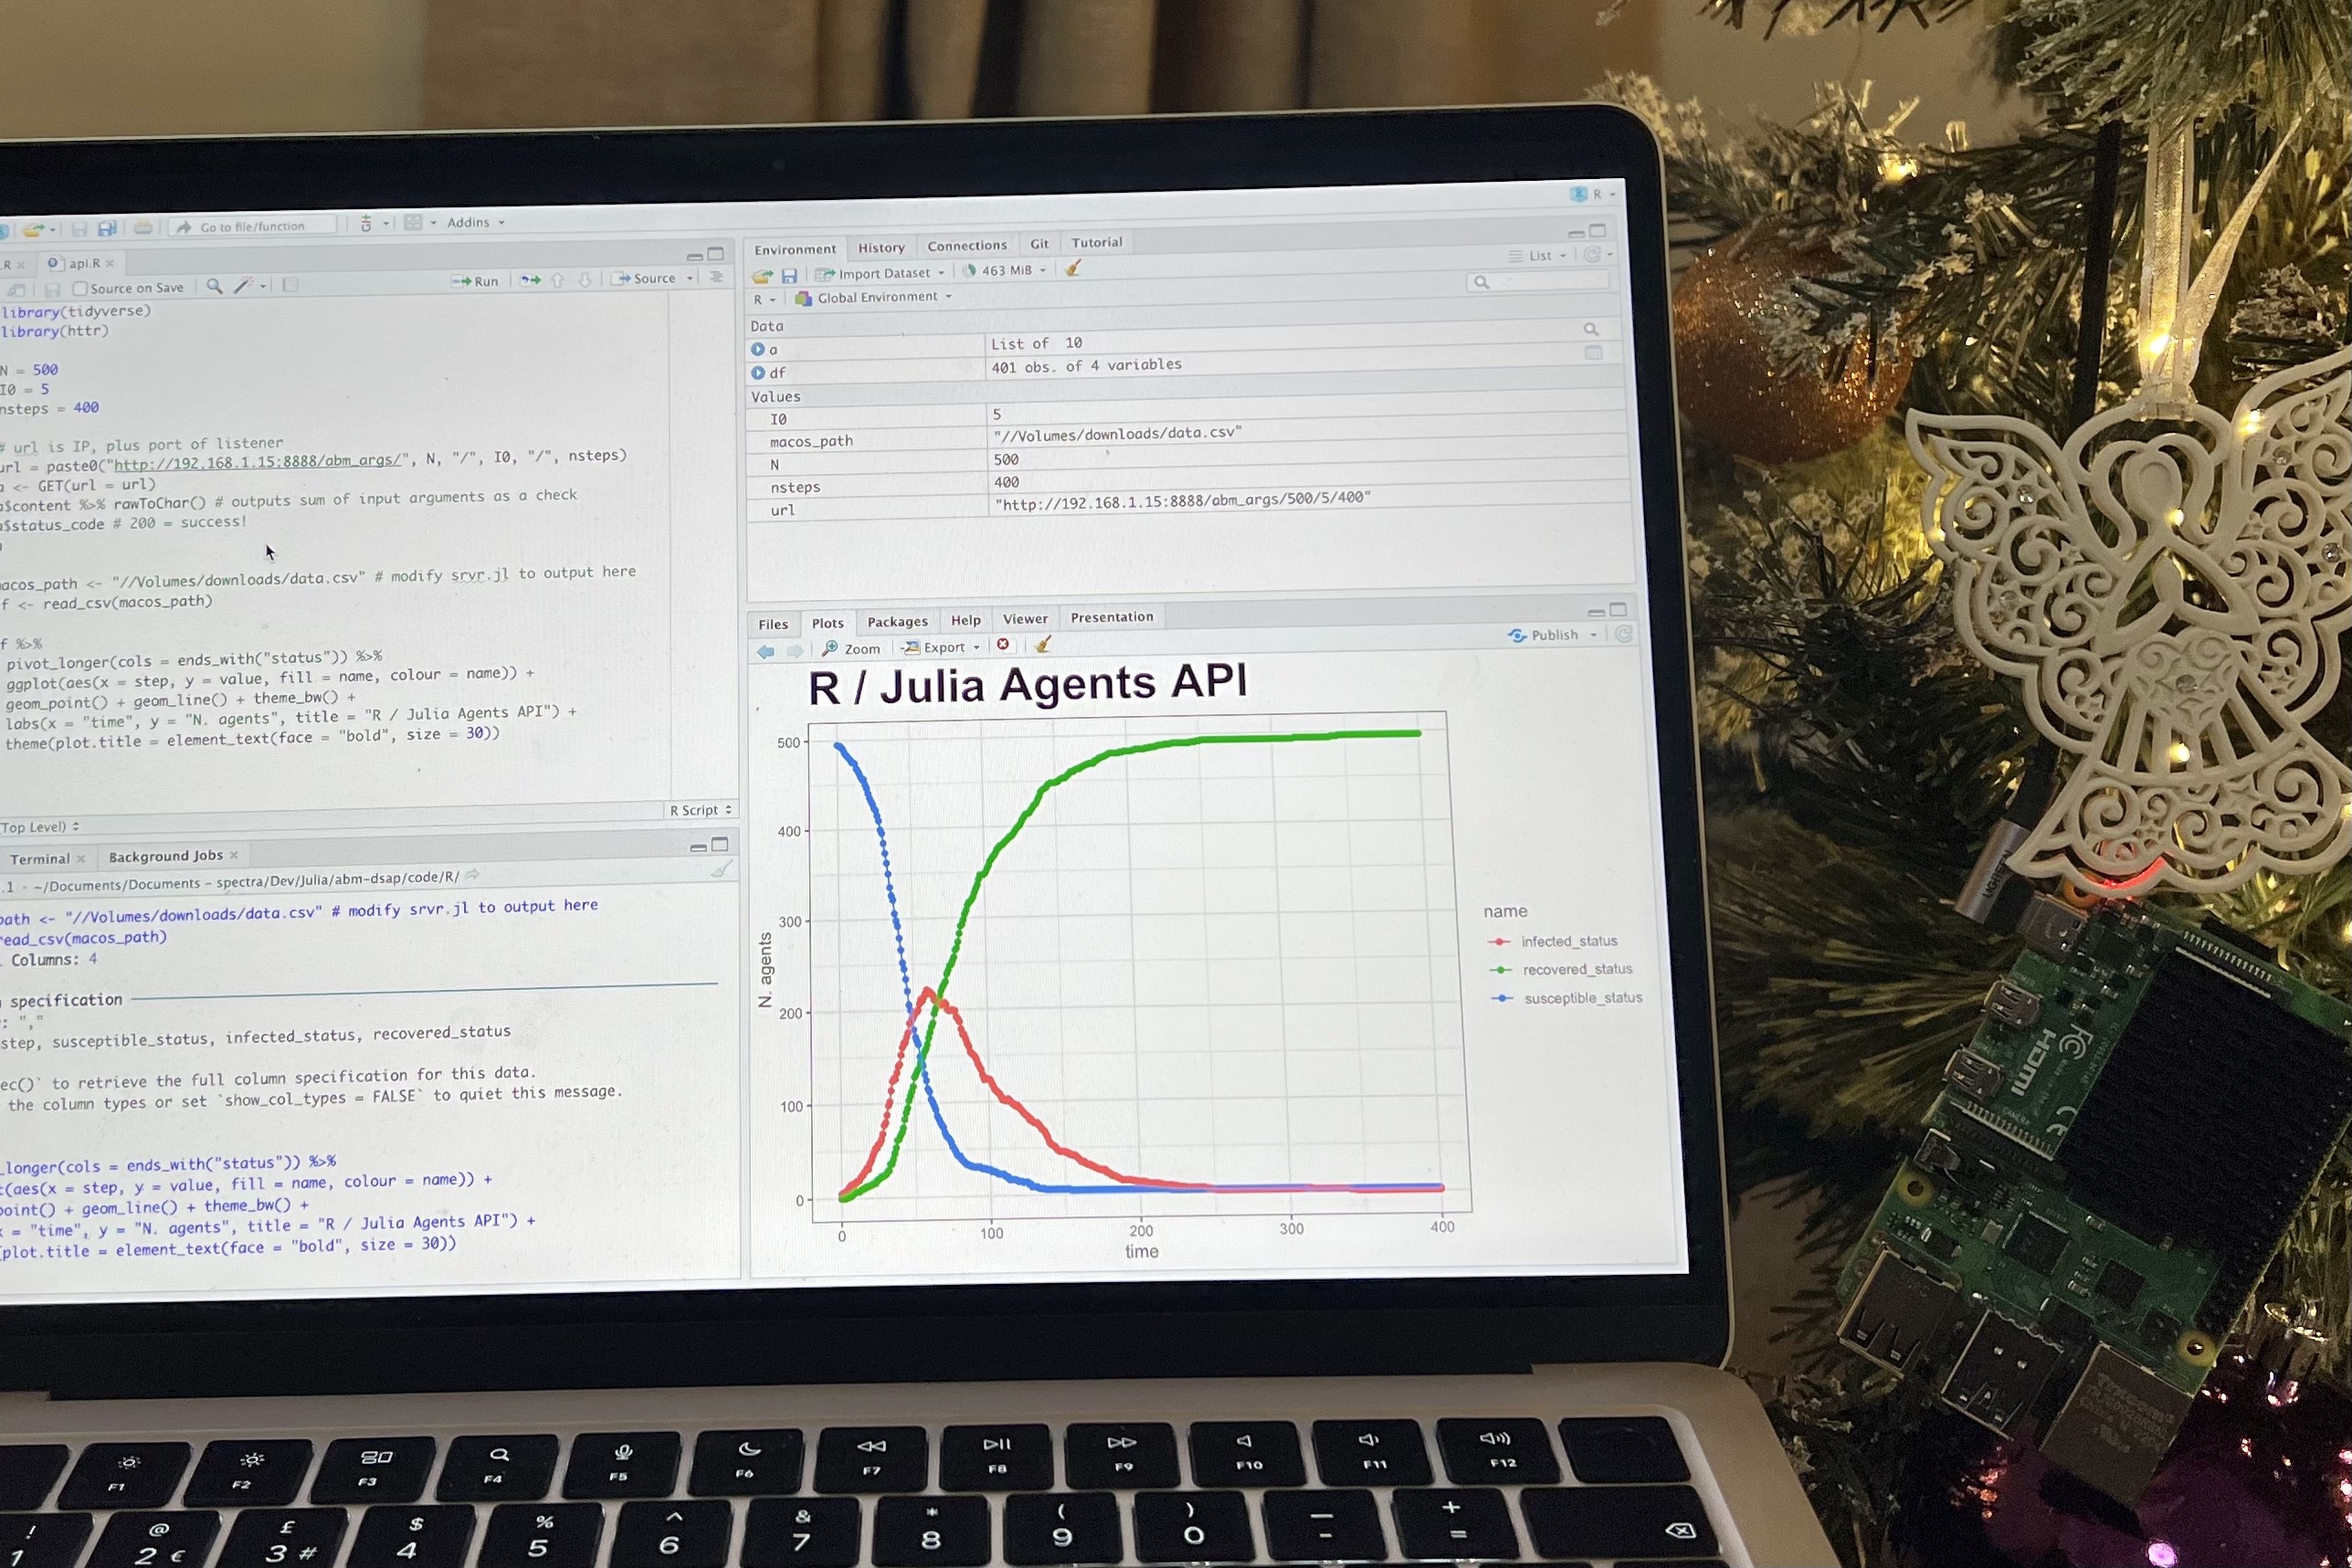 Go to file/function
Addins
R
.R
api.R
Source on Save
Run
Source
library(tidyverse)
library(httr)
N = 500
I0 = 5
nsteps = 400
# url is IP, plus port of listener
url = paste0("http://192.168.1.15:8888/abm_args/", N, "/", I0, "/", nsteps)
<- GET(url = url)
$content %>% rawToChar() # outputs sum of input arguments as a check
$status_code # 200 = success!
acos_path <- "//Volumes/downloads/data.csv" # modify srvr.jl to output here
f <- read_csv(macos_path)
f %>%
pivot_longer(cols = ends_with("status")) %>%
ggplot(aes(x = step, y = value, fill = name, colour = name)) +
geom_point() + geom_line() + theme_bw() +
labs(x = "time", y = "N. agents", title = "R / Julia Agents API") +
theme(plot.title = element_text(face = "bold", size = 30))
Top Level)
R Script
Terminal
Background Jobs
.1 · ~/Documents/Documents - spectra/Dev/Julia/abm-dsap/code/R/
path <- "//Volumes/downloads/data.csv" # modify srvr.jl to output here
read_csv(macos_path)
Columns: 4
specification
: ","
step, susceptible_status, infected_status, recovered_status
ec()` to retrieve the full column specification for this data.
the column types or set `show_col_types = FALSE` to quiet this message.
_longer(cols = ends_with("status")) %>%
t(aes(x = step, y = value, fill = name, colour = name)) +
point() + geom_line() + theme_bw() +
x = "time", y = "N. agents", title = "R / Julia Agents API") +
(plot.title = element_text(face = "bold", size = 30))
Environment History Connections Git Tutorial
Import Dataset 463 MiB
List
R Global Environment
Data
a List of 10
df 401 obs. of 4 variables
Values
I0 5
macos_path "//Volumes/downloads/data.csv"
N 500
nsteps 400
url "http://192.168.1.15:8888/abm_args/500/5/400"
Files Plots Packages Help Viewer Presentation
Zoom Export
Publish
R / Julia Agents API
500
400
300
200
100
0
N. agents
0 100 200 300 400
time
name
infected_status
recovered_status
susceptible_status
UGREEN
HDMI
FC
CE
CAMERA
F1 F2 F3 F4 F5 F6 F7 F8 F9 F10 F11 F12
! @ £ $ % ^ & * ( ) _ +
1 2 € 3 # 4 5 6 7 8 9 0 - =